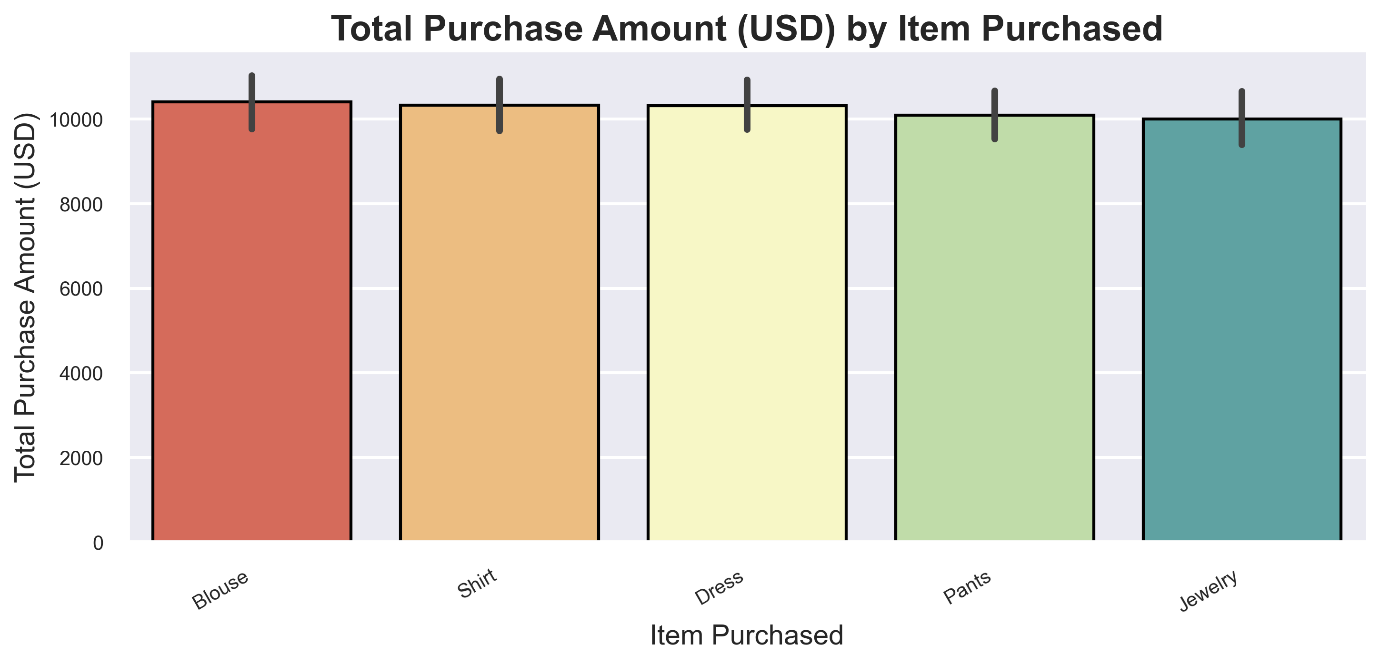 Total Purchase Amount (USD) by Item Purchased
Total Purchase Amount (USD)
10000
8000
6000
4000
2000
0
Blouse
Shirt
Dress
Pants
Jewelry
Item Purchased